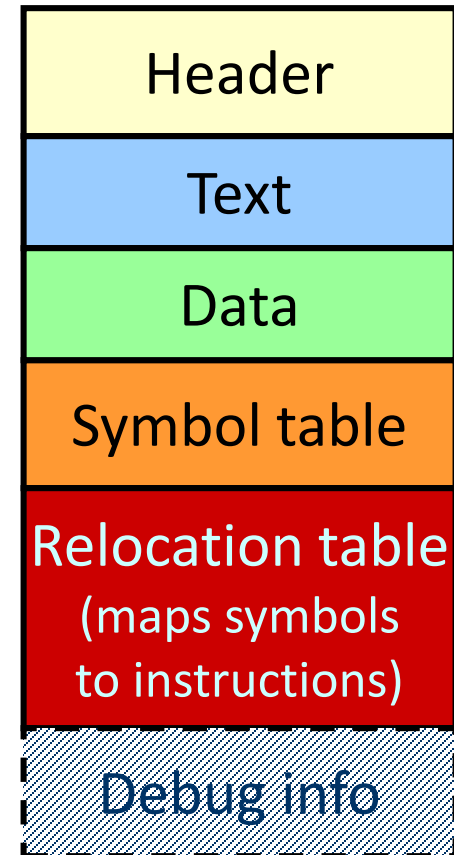 Header
Text
Data
Symbol table
Relocation table
(maps symbols
to instructions)
Debug info